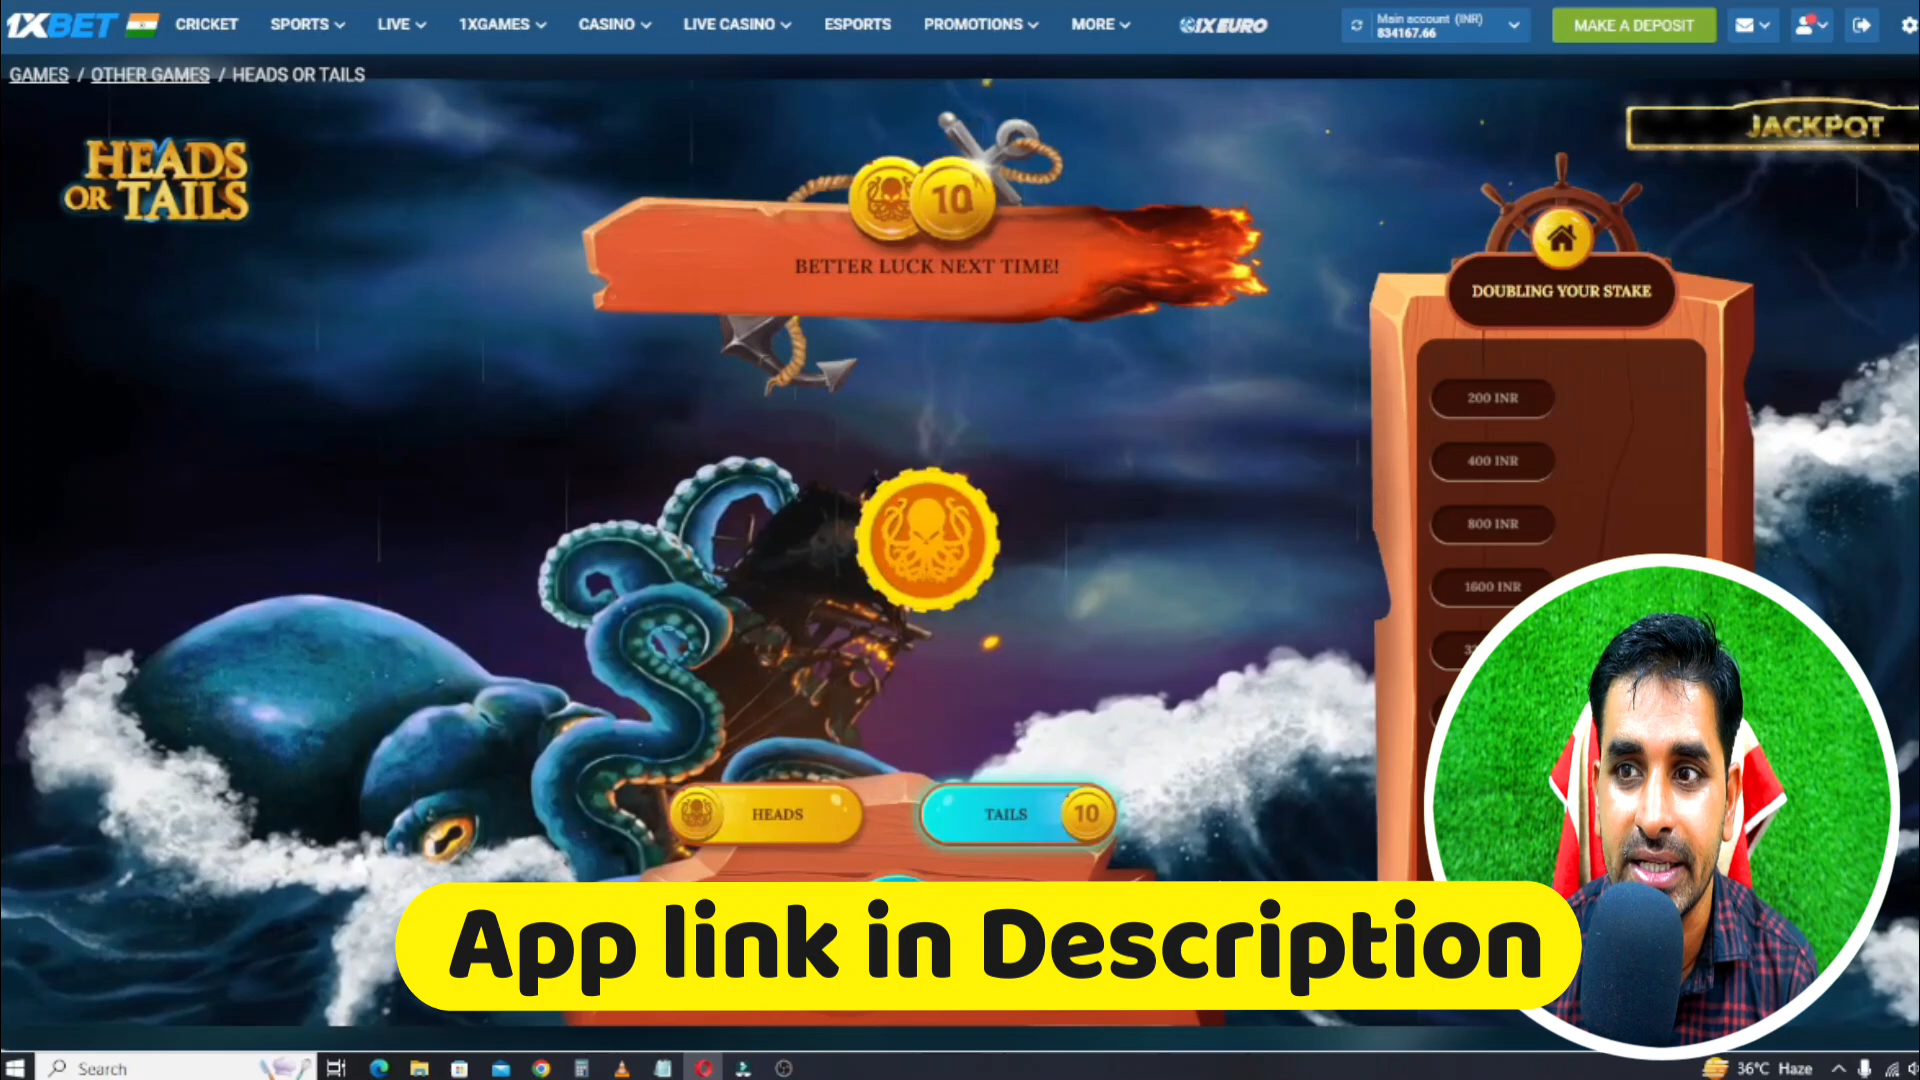 1XBET
CRICKET
SPORTS
LIVE
1XGAMES
CASINO
LIVE CASINO
ESPORTS
PROMOTIONS
MORE
1XEURO
Main account (INR)
834167.66
MAKE A DEPOSIT
GAMES / OTHER GAMES / HEADS OR TAILS
HEADS
OR TAILS
JACKPOT
10
BETTER LUCK NEXT TIME!
DOUBLING YOUR STAKE
200 INR
400 INR
800 INR
1600 INR
HEADS
TAILS
10
App link in Description
Search
36°C Haze